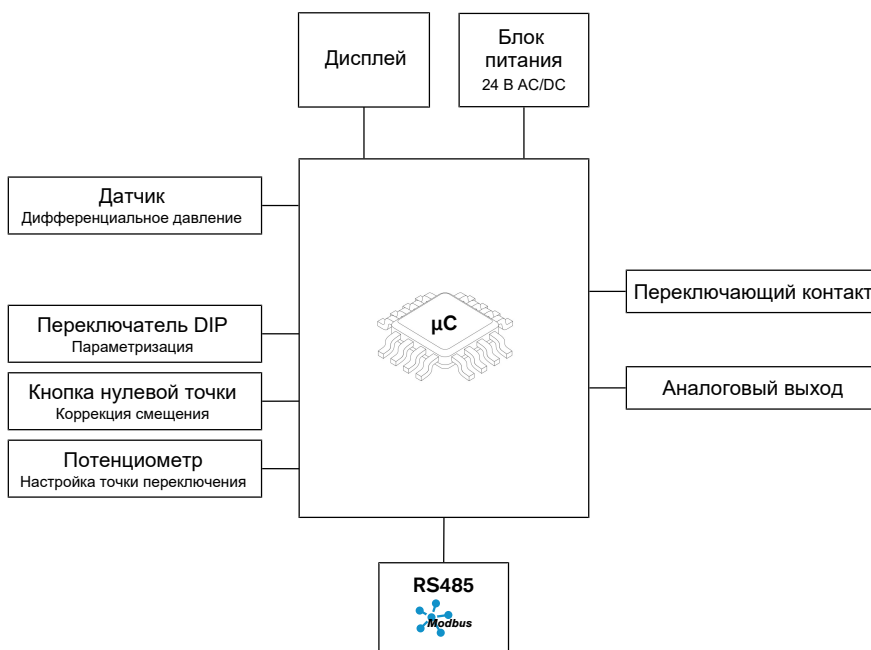 Дисплей
Блок
питания
24 В AC/DC
Датчик
Дифференциальное давление
Переключатель DIP
Параметризация
Кнопка нулевой точки
Коррекция смещения
Потенциометр
Настройка точки переключения
µC
Переключающий контакт
Аналоговый выход
RS485
Modbus